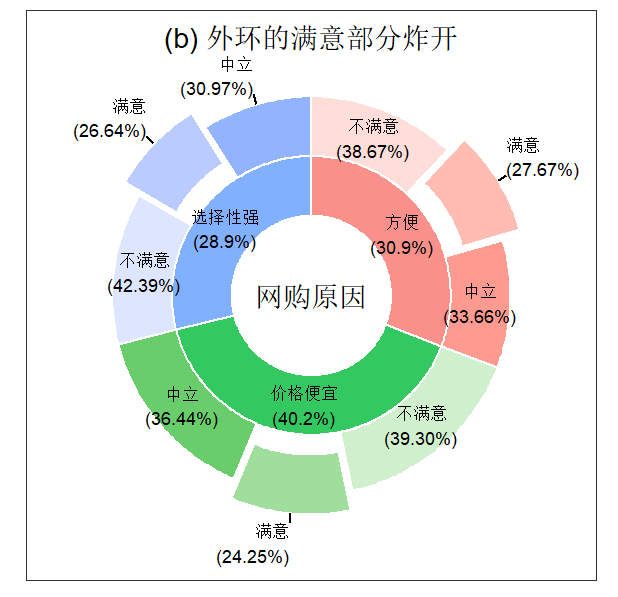 (b) 外环的满意部分炸开
中立
(30.97%)
满意
(26.64%)
不满意
(38.67%)
满意
(27.67%)
选择性强
(28.9%)
方便
(30.9%)
不满意
(42.39%)
网购原因
中立
(33.66%)
中立
(36.44%)
价格便宜
(40.2%)
不满意
(39.30%)
满意
(24.25%)